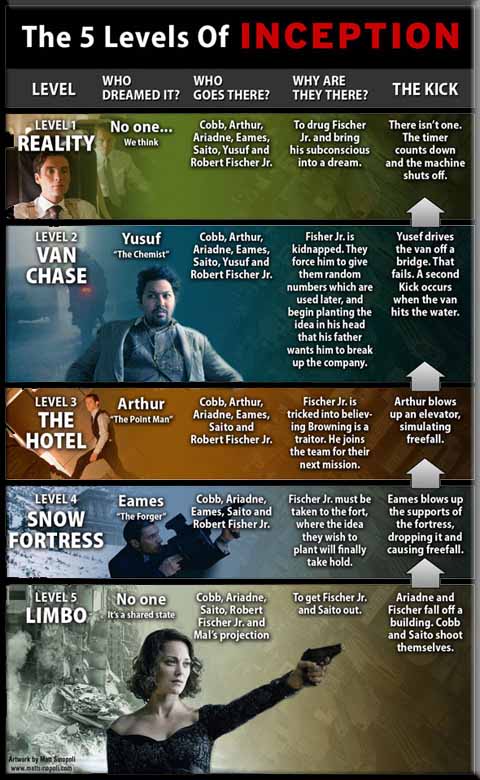 The 5 Levels Of INCEPTION
LEVEL
WHO
DREAMED IT?
WHO
GOES THERE?
WHY ARE
THEY THERE?
THE KICK
LEVEL 1
REALITY
No one...
We think
Cobb, Arthur,
Ariadne, Eames,
Saito, Yusuf and
Robert Fischer Jr.
To drug Fischer
Jr. and bring
his subconscious
into a dream.
There isn't one.
The timer
counts down
and the machine
shuts off.
LEVEL 2
VAN
CHASE
Yusuf
"The Chemist"
Cobb, Arthur,
Ariadne, Eames,
Saito, Yusuf and
Robert Fischer Jr.
Fisher Jr. is
kidnapped. They
force him to give
them random
numbers which are
used later, and
begin planting the
idea in his head
that his father
wants him to break
up the company.
Yusef drives
the van off a
bridge. That
fails. A second
Kick occurs
when the van
hits the water.
LEVEL 3
THE
HOTEL
Arthur
"The Point Man"
Cobb, Arthur,
Ariadne, Eames,
Saito and
Robert Fischer Jr.
Fischer Jr. is
tricked into believ-
ing Browning is a
traitor. He joins
the team for their
next mission.
Arthur blows
up an elevator,
simulating
freefall.
LEVEL 4
SNOW
FORTRESS
Eames
"The Forger"
Cobb, Ariadne,
Eames, Saito and
Robert Fisher Jr.
Fischer Jr. must be
taken to the fort,
where the idea
they wish to
plant will finally
take hold.
Eames blows up
the supports of
the fortress,
dropping it and
causing freefall.
LEVEL 5
LIMBO
No one
It's a shared state
Cobb, Ariadne,
Saito, Robert
Fischer Jr. and
Mal's projection
To get Fischer Jr.
and Saito out.
Ariadne and
Fischer fall off a
building. Cobb
and Saito shoot
themselves.
Artwork by Matt Sinopoli
www.mattsinopoli.com